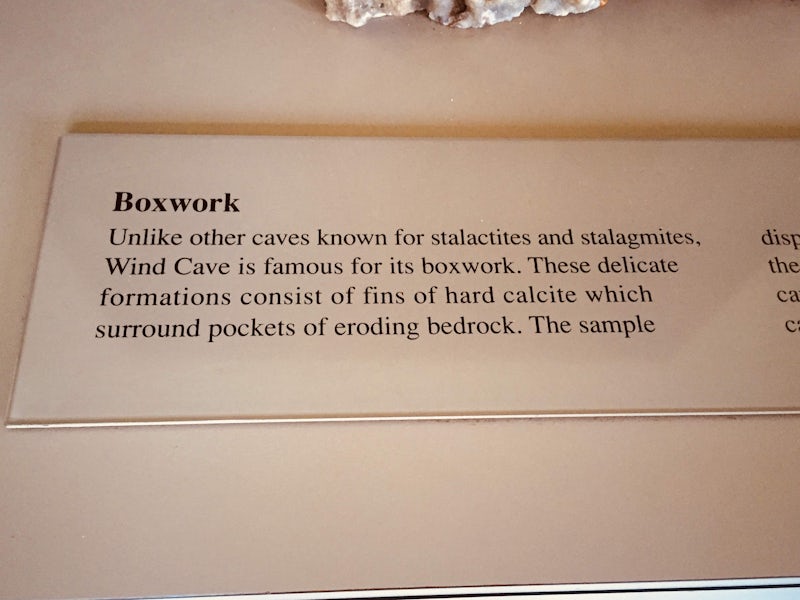 Boxwork
Unlike other caves known for stalactites and stalagmites,
Wind Cave is famous for its boxwork. These delicate
formations consist of fins of hard calcite which
surround pockets of eroding bedrock. The sample
the